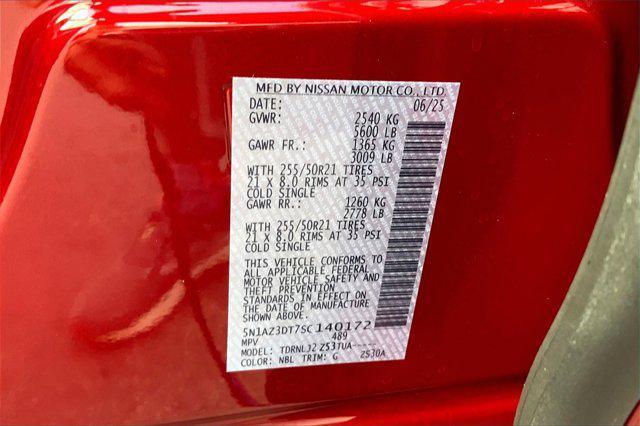 MFD BY NISSAN MOTOR CO., LTD.
DATE: 06/25
GVWR: 2540 KG
5600 LB
GAWR FR.: 1365 KG
3009 LB
WITH 255/50R21 TIRES
21 X 8.0 RIMS AT 35 PSI
COLD SINGLE
GAWR RR.: 1260 KG
2778 LB
WITH 255/50R21 TIRES
21 X 8.0 RIMS AT 35 PSI
COLD SINGLE
THIS VEHICLE CONFORMS TO
ALL APPLICABLE FEDERAL
MOTOR VEHICLE SAFETY AND
THEFT PREVENTION
STANDARDS IN EFFECT ON
THE DATE OF MANUFACTURE
SHOWN ABOVE.
5N1AZ3DT7SC140172
MPV 489
MODEL: TDRNLJ2 Z53TUA-----
COLOR: NBL TRIM: G Z530A